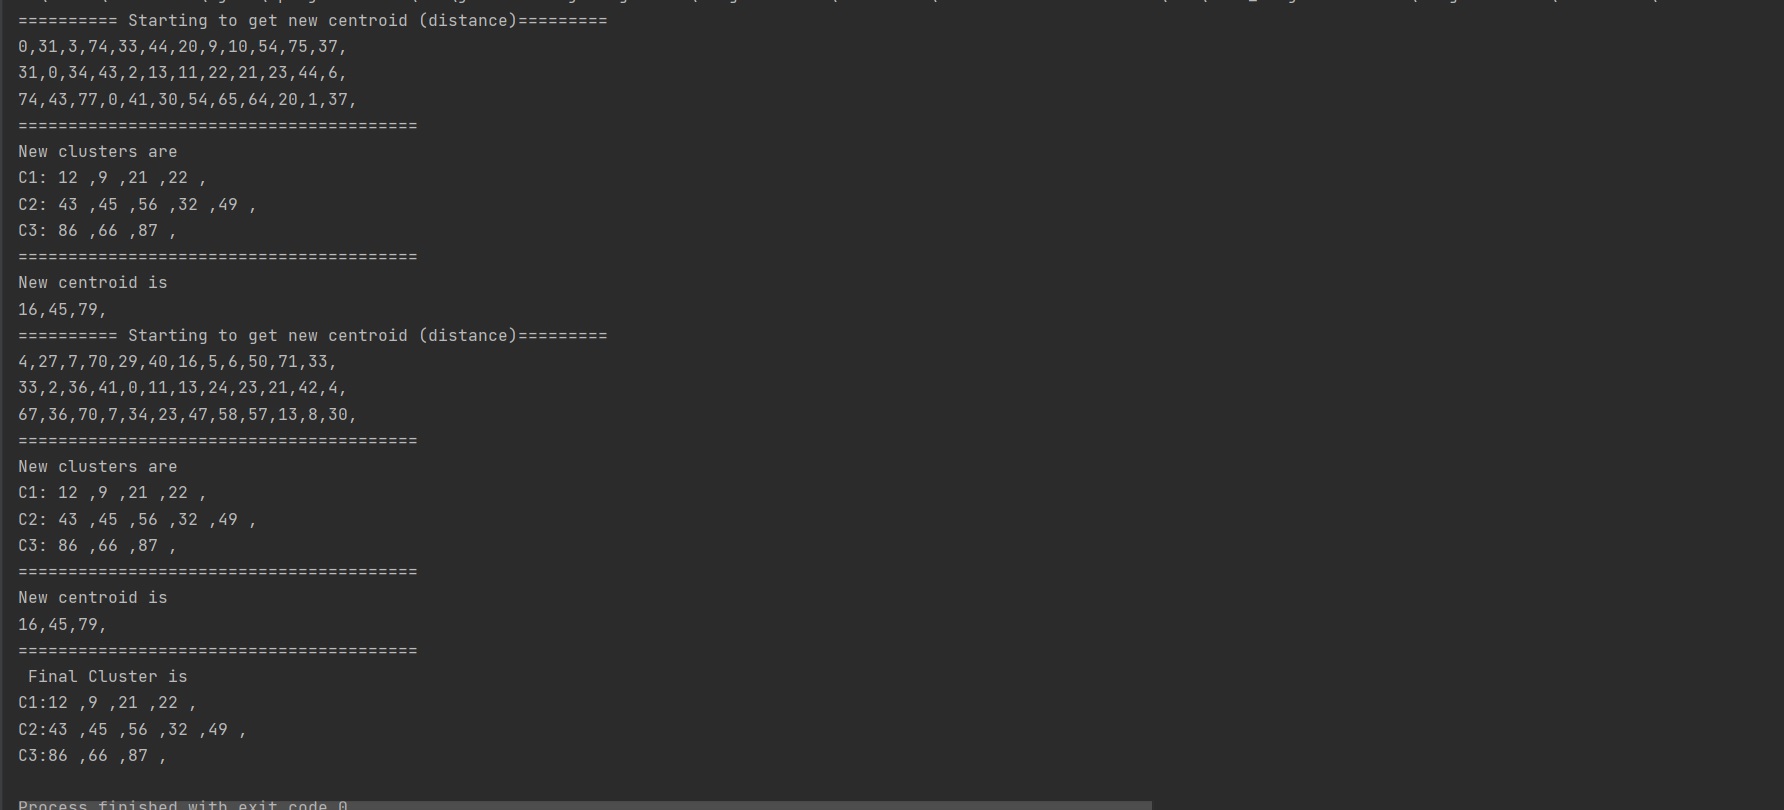 ========== Starting to get new centroid (distance)=========
0,31,3,74,33,44,20,9,10,54,75,37,
31,0,34,43,2,13,11,22,21,23,44,6,
74,43,77,0,41,30,54,65,64,20,1,37,
========================================
New clusters are
C1: 12 ,9 ,21 ,22 ,
C2: 43 ,45 ,56 ,32 ,49 ,
C3: 86 ,66 ,87 ,
========================================
New centroid is
16,45,79,
========== Starting to get new centroid (distance)=========
4,27,7,70,29,40,16,5,6,50,71,33,
33,2,36,41,0,11,13,24,23,21,42,4,
67,36,70,7,34,23,47,58,57,13,8,30,
========================================
New clusters are
C1: 12 ,9 ,21 ,22 ,
C2: 43 ,45 ,56 ,32 ,49 ,
C3: 86 ,66 ,87 ,
========================================
New centroid is
16,45,79,
========================================
Final Cluster is
C1:12 ,9 ,21 ,22 ,
C2:43 ,45 ,56 ,32 ,49 ,
C3:86 ,66 ,87 ,
Process finished with exit code 0